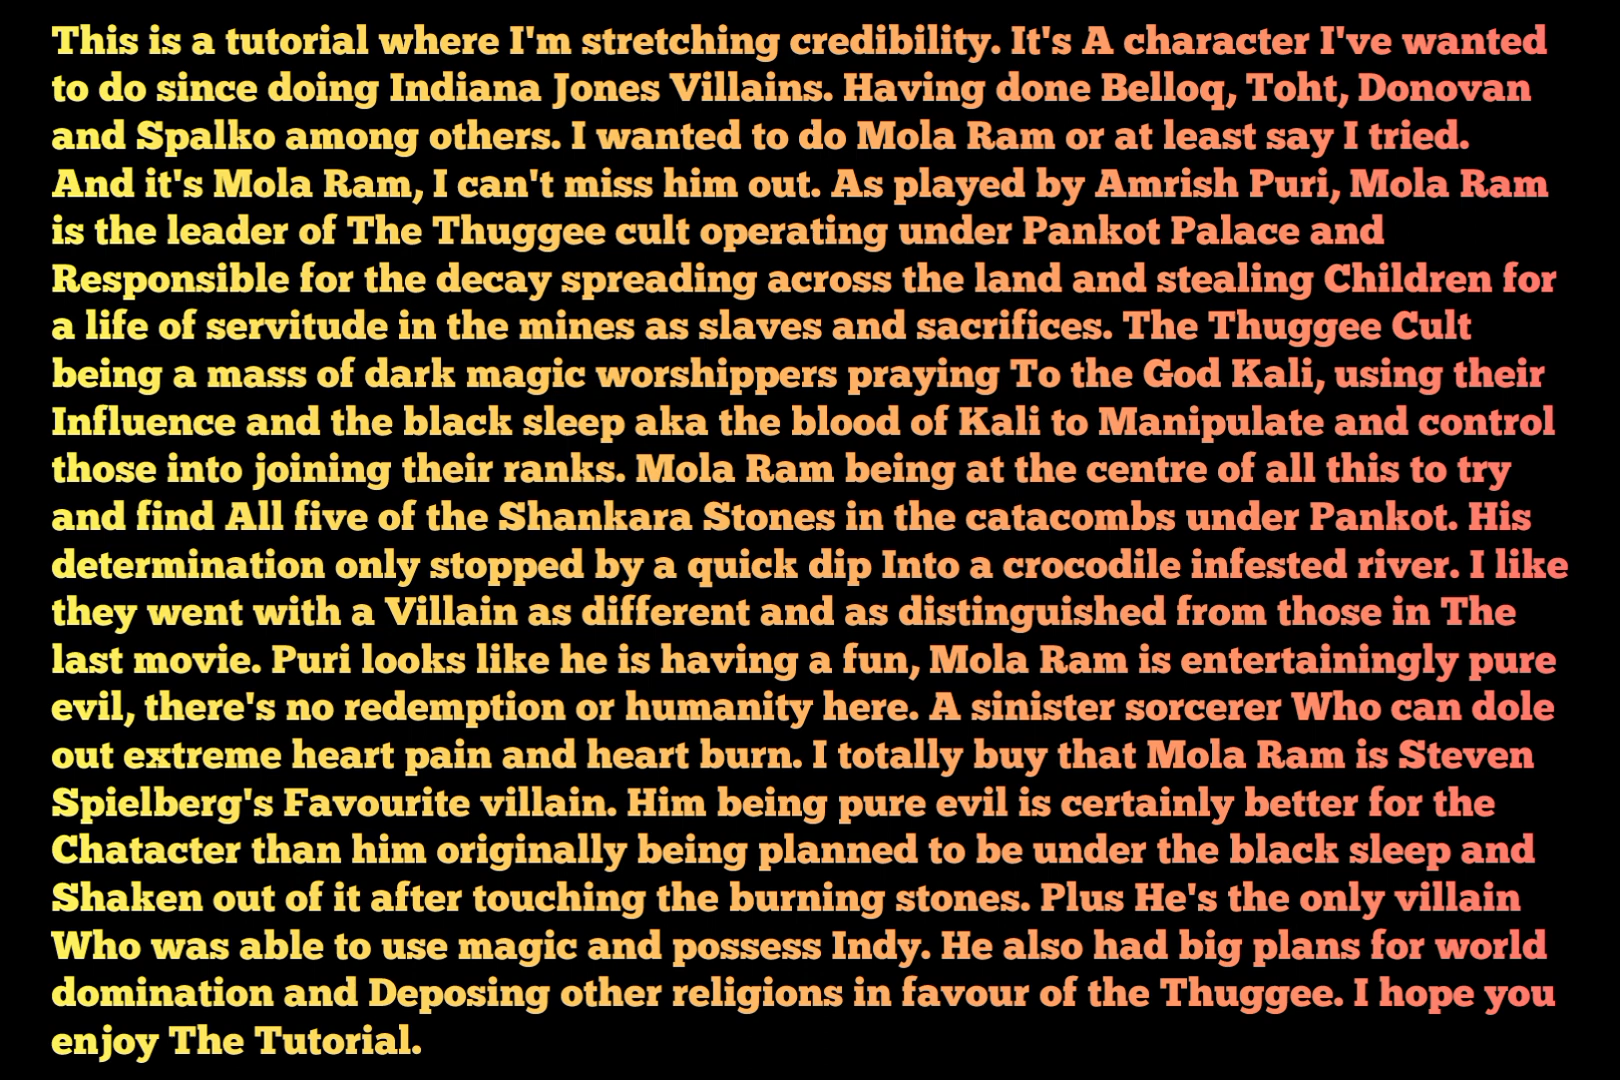 This is a tutorial where I'm stretching credibility. It's A character I've wanted
to do since doing Indiana Jones Villains. Having done Belloq, Toht, Donovan
and Spalko among others. I wanted to do Mola Ram or at least say I tried.
And it's Mola Ram, I can't miss him out. As played by Amrish Puri, Mola Ram
is the leader of The Thuggee cult operating under Pankot Palace and
Responsible for the decay spreading across the land and stealing Children for
a life of servitude in the mines as slaves and sacrifices. The Thuggee Cult
being a mass of dark magic worshippers praying To the God Kali, using their
Influence and the black sleep aka the blood of Kali to Manipulate and control
those into joining their ranks. Mola Ram being at the centre of all this to try
and find All five of the Shankara Stones in the catacombs under Pankot. His
determination only stopped by a quick dip Into a crocodile infested river. I like
they went with a Villain as different and as distinguished from those in The
last movie. Puri looks like he is having a fun, Mola Ram is entertainingly pure
evil, there's no redemption or humanity here. A sinister sorcerer Who can dole
out extreme heart pain and heart burn. I totally buy that Mola Ram is Steven
Spielberg's Favourite villain. Him being pure evil is certainly better for the
Chatacter than him originally being planned to be under the black sleep and
Shaken out of it after touching the burning stones. Plus He's the only villain
Who was able to use magic and possess Indy. He also had big plans for world
domination and Deposing other religions in favour of the Thuggee. I hope you
enjoy The Tutorial.